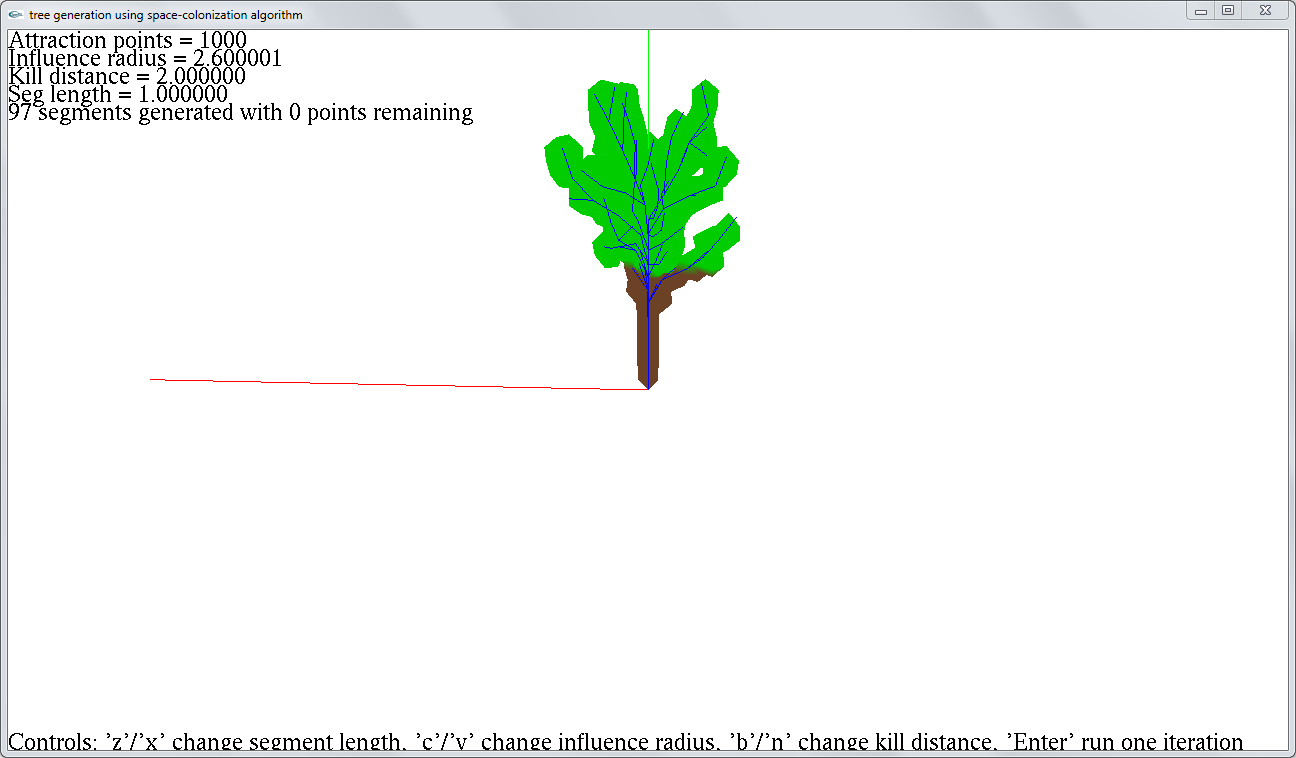 tree generation using space-colonization algorithm
Attraction points = 1000
Influence radius = 2.600001
Kill distance = 2.000000
Seg length = 1.000000
97 segments generated with 0 points remaining
Controls: 'z'/'x' change segment length, 'c'/'v' change influence radius, 'b'/'n' change kill distance, 'Enter' run one iteration